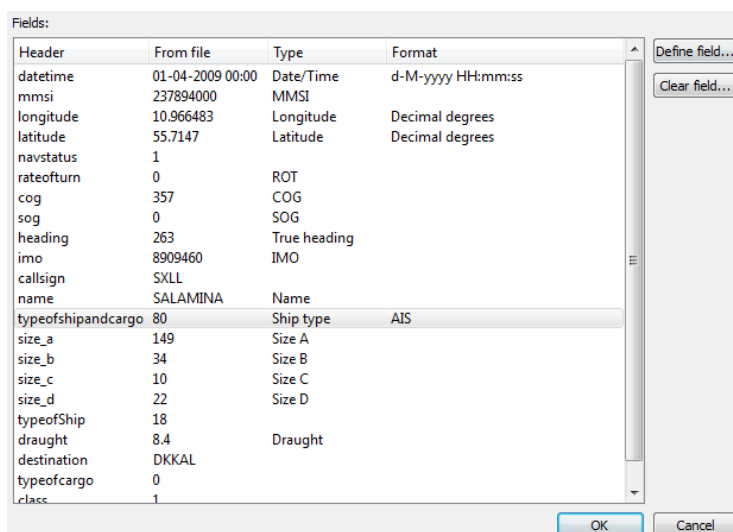 Fields:
Header From file Type Format
datetime 01-04-2009 00:00 Date/Time d-M-yyyy HH:mm:ss
mmsi 237894000 MMSI
longitude 10.966483 Longitude Decimal degrees
latitude 55.7147 Latitude Decimal degrees
navstatus 1
rateofturn 0 ROT
cog 357 COG
sog 0 SOG
heading 263 True heading
imo 8909460 IMO
callsign SXLL
name SALAMINA Name
typeofshipandcargo 80 Ship type AIS
size_a 149 Size A
size_b 34 Size B
size_c 10 Size C
size_d 22 Size D
typeofShip 18
draught 8.4 Draught
destination DKKAL
typeofcargo 0
class 1
Define field...
Clear field...
OK Cancel